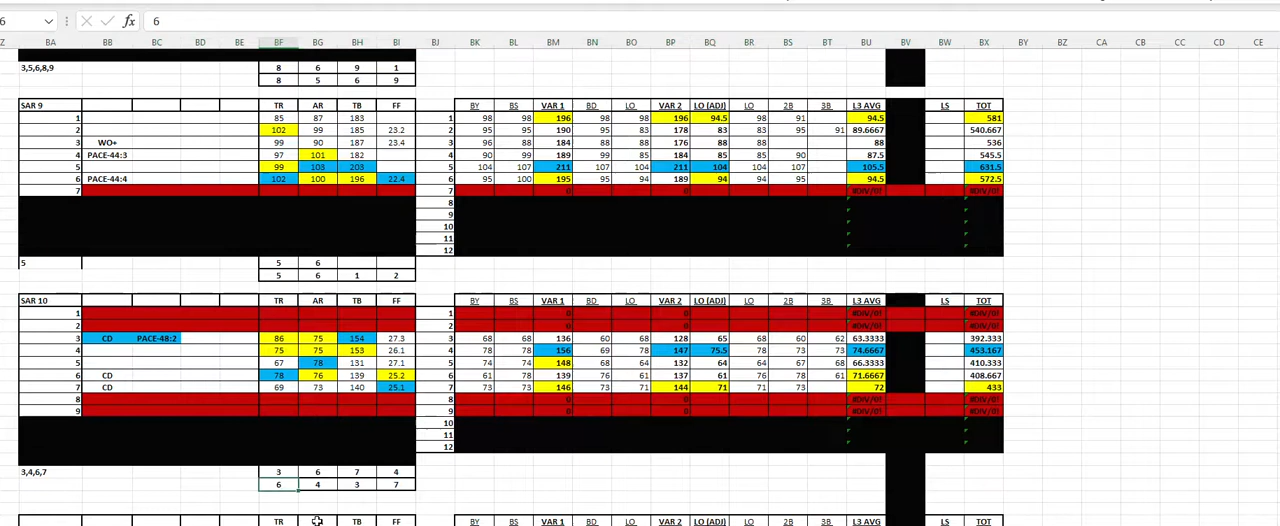 6 fx 6
Z BA BB BC BD BE BF BG BH BI BJ BK BL BM BN BO BP BQ BR BS BT BU BV BW BX BY BZ CA CB CC CD CE
3,5,6,8,9 8 6 9 1
8 5 6 9
SAR 9 TR AR TB FF BY BS VAR 1 BD LO VAR 2 LO (ADJ) LO 2B 3B L3 AVG LS TOT
1 85 87 183 1 98 98 196 98 98 196 94.5 98 91 94.5 581
2 102 99 185 23.2 2 95 95 190 95 83 178 83 83 95 91 89.6667 540.667
3 WO+ 99 90 187 23.4 3 96 88 184 88 88 176 88 88 88 536
4 PACE-44:3 97 101 182 4 90 99 189 99 85 184 85 85 90 87.5 545.5
5 99 103 203 5 104 107 211 107 104 211 104 104 107 105.5 631.5
6 PACE-44:4 102 100 196 22.4 6 95 100 195 95 94 189 94 94 95 94.5 572.5
7 7 0 0 #DIV/0! #DIV/0!
8
9
10
11
12
5 5 6
5 6 1 2
SAR 10 TR AR TB FF BY BS VAR 1 BD LO VAR 2 LO (ADJ) LO 2B 3B L3 AVG LS TOT
1 1 0 0 #DIV/0! #DIV/0!
2 2 0 0 #DIV/0! #DIV/0!
3 CD PACE-48:2 86 75 154 27.3 3 68 68 136 60 68 128 65 68 60 62 63.3333 392.333
4 75 75 153 26.1 4 78 78 156 69 78 147 75.5 78 73 73 74.6667 453.167
5 67 78 131 27.1 5 74 74 148 68 64 132 64 64 67 68 66.3333 410.333
6 CD 78 76 139 25.2 6 61 78 139 76 61 137 61 76 78 61 71.6667 408.667
7 CD 69 73 140 25.1 7 73 73 146 73 71 144 71 71 73 72 433
8 8 0 0 #DIV/0! #DIV/0!
9 9 0 0 #DIV/0! #DIV/0!
10
11
12
3,4,6,7 3 6 7 4
6 4 3 7
TR AR TB FF BY BS VAR 1 BD LO VAR 2 LO (ADJ) LO 2B 3B L3 AVG LS TOT